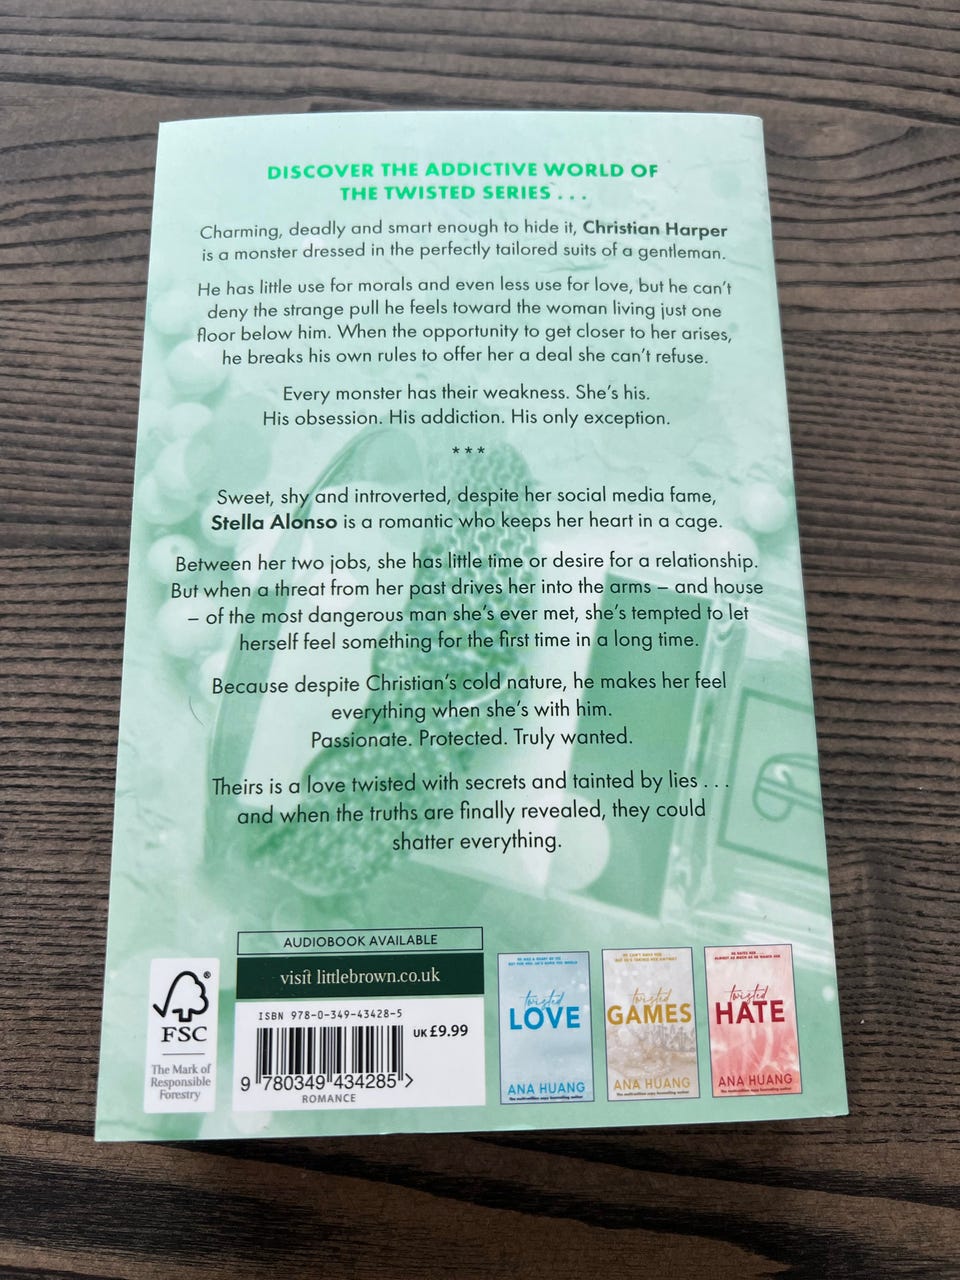 DISCOVER THE ADDICTIVE WORLD OF
THE TWISTED SERIES . . .
Charming, deadly and smart enough to hide it, Christian Harper
is a monster dressed in the perfectly tailored suits of a gentleman.
He has little use for morals and even less use for love, but he can't
deny the strange pull he feels toward the woman living just one
floor below him. When the opportunity to get closer to her arises,
he breaks his own rules to offer her a deal she can't refuse.
Every monster has their weakness. She's his.
His obsession. His addiction. His only exception.
* * *
Sweet, shy and introverted, despite her social media fame,
Stella Alonso is a romantic who keeps her heart in a cage.
Between her two jobs, she has little time or desire for a relationship.
But when a threat from her past drives her into the arms – and house
– of the most dangerous man she's ever met, she's tempted to let
herself feel something for the first time in a long time.
Because despite Christian's cold nature, he makes her feel
everything when she's with him.
Passionate. Protected. Truly wanted.
Theirs is a love twisted with secrets and tainted by lies . . .
and when the truths are finally revealed, they could
shatter everything.
AUDIOBOOK AVAILABLE
visit littlebrown.co.uk
ISBN 978-0-349-43428-5
UK £9.99
9 780349 434285 >
ROMANCE
FSC
The Mark of
Responsible
Forestry
twisted
LOVE
ANA HUANG
twisted
GAMES
ANA HUANG
twisted
HATE
ANA HUANG